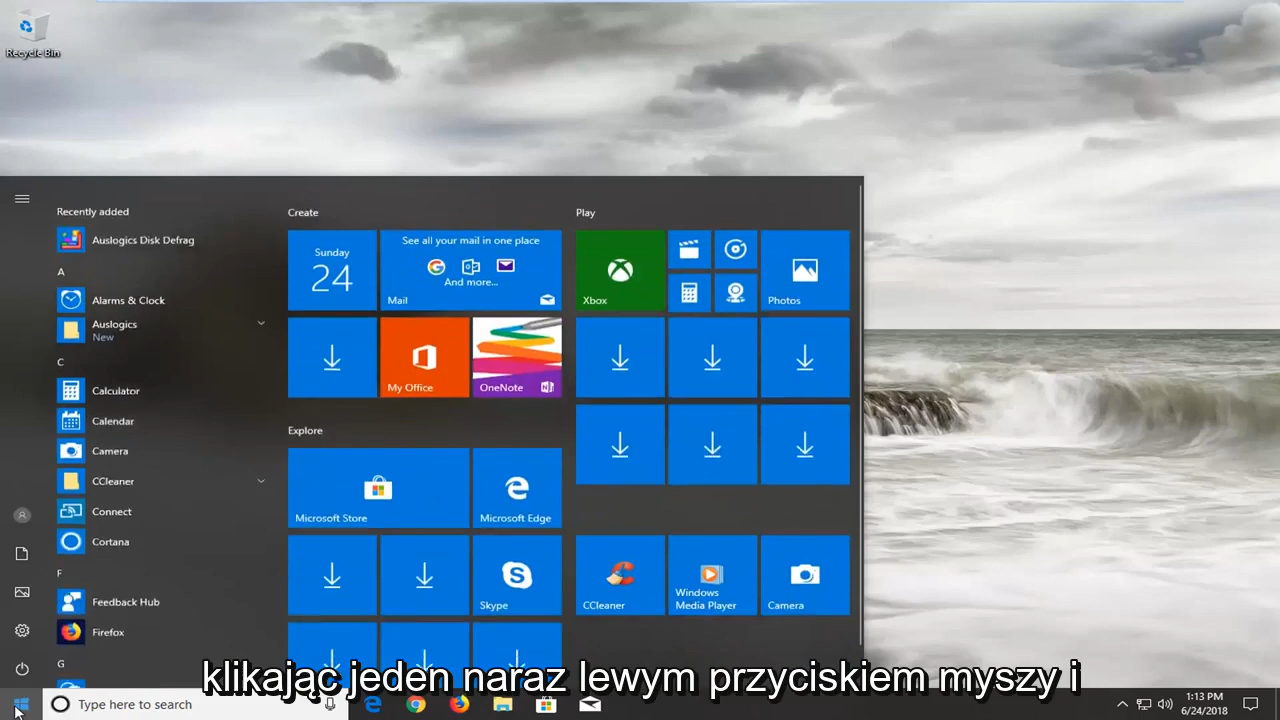 Recycle Bin
Recently added
Auslogics Disk Defrag
A
Alarms & Clock
Auslogics
New
C
Calculator
Calendar
Camera
CCleaner
Connect
Cortana
F
Feedback Hub
Firefox
G
Create
Sunday
24
See all your mail in one place
And more...
Mail
My Office
OneNote
Explore
Microsoft Store
Microsoft Edge
Skype
Play
Xbox
Photos
CCleaner
Windows
Media Player
Camera
klikając jeden naraz lewym przyciskiem myszy i
Type here to search
1:13 PM
6/24/2018